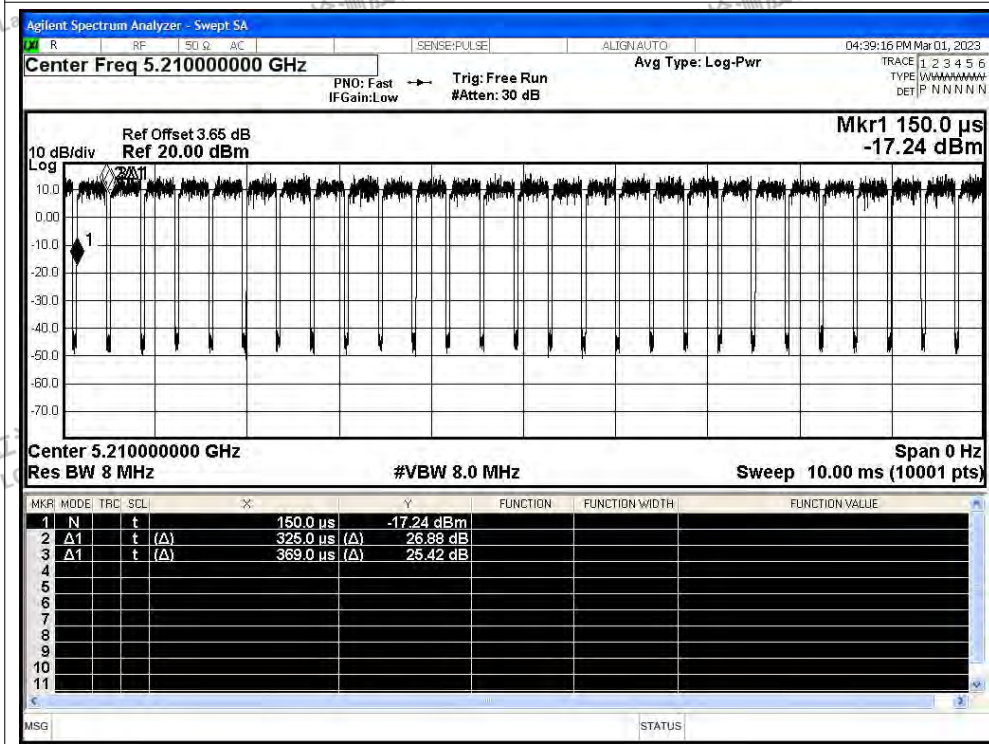 Agilent Spectrum Analyzer - Swept SA
R RF 50 Ω AC SENSE:PULSE ALIGN AUTO 04:39:16 PM Mar 01, 2023
Center Freq 5.210000000 GHz
PNO: Fast
IFGain:Low
Trig: Free Run
#Atten: 30 dB
Avg Type: Log-Pwr
TRACE 1 2 3 4 5 6
TYPE WWWWWWW
DET P N N N N N
Mkr1 150.0 µs
-17.24 dBm
Ref Offset 3.65 dB
10 dB/div Ref 20.00 dBm
Log
10.0
0.00
-10.0
-20.0
-30.0
-40.0
-50.0
-60.0
-70.0
1
Center 5.210000000 GHz Span 0 Hz
Res BW 8 MHz #VBW 8.0 MHz Sweep 10.00 ms (10001 pts)
MKR MODE TRC SCL X Y FUNCTION FUNCTION WIDTH FUNCTION VALUE
1 N t 150.0 µs -17.24 dBm
2 Δ1 t (Δ) 325.0 µs (Δ) 26.88 dB
3 Δ1 t (Δ) 369.0 µs (Δ) 25.42 dB
4
5
6
7
8
9
10
11
MSG STATUS